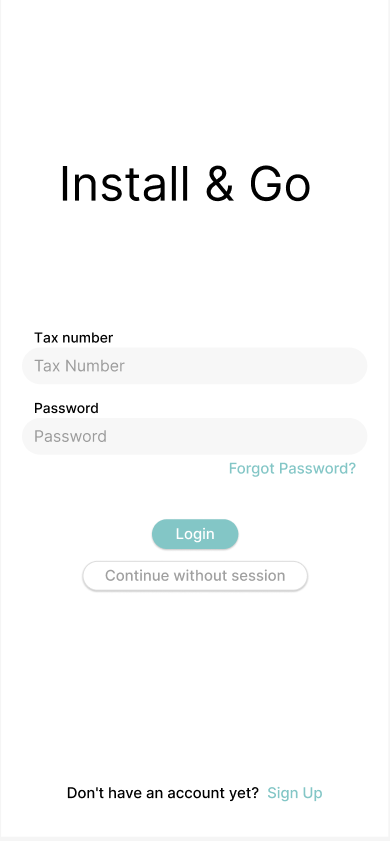 Install & Go
Tax number
Tax Number
Password
Password
Forgot Password?
Login
Continue without session
Don't have an account yet? Sign Up